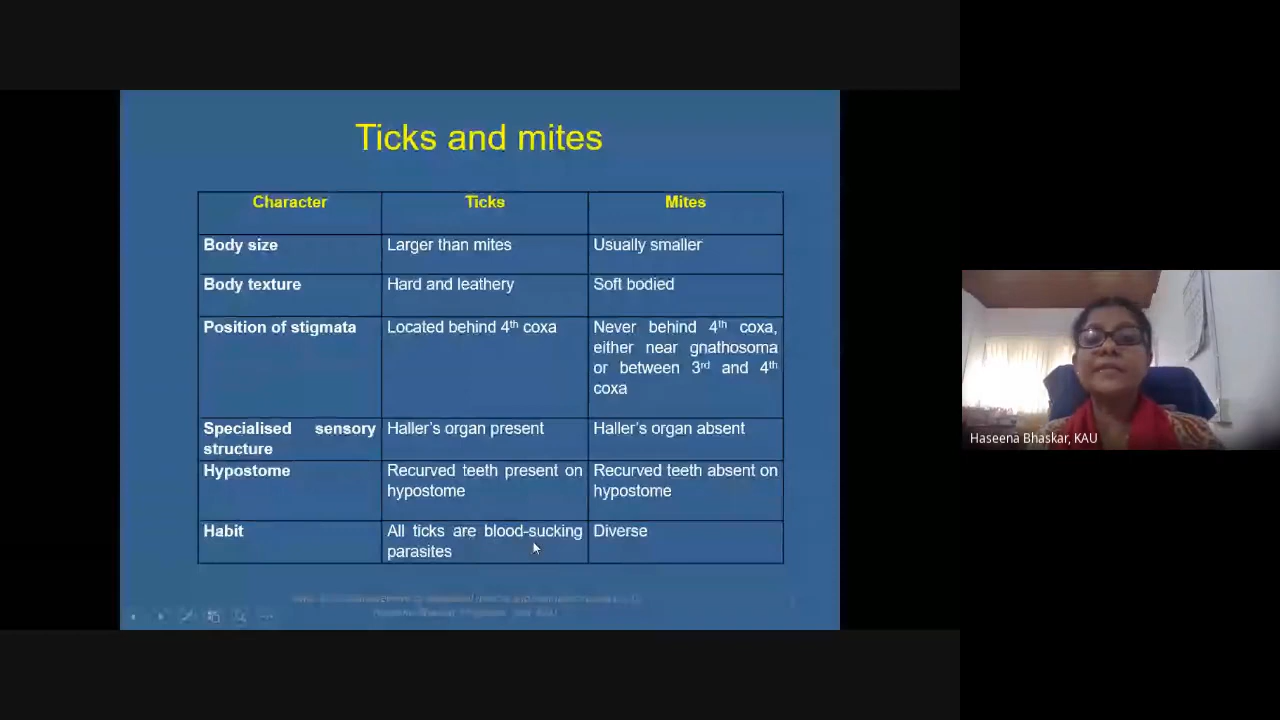 Ticks and mites
Character Ticks Mites
Body size Larger than mites Usually smaller
Body texture Hard and leathery Soft bodied
Position of stigmata Located behind 4th coxa Never behind 4th coxa,
either near gnathosoma
or between 3rd and 4th
coxa
Specialised sensory Haller's organ present Haller's organ absent
structure
Hypostome Recurved teeth present on Recurved teeth absent on
hypostome hypostome
Habit All ticks are blood-sucking Diverse
parasites
Haseena Bhaskar, KAU